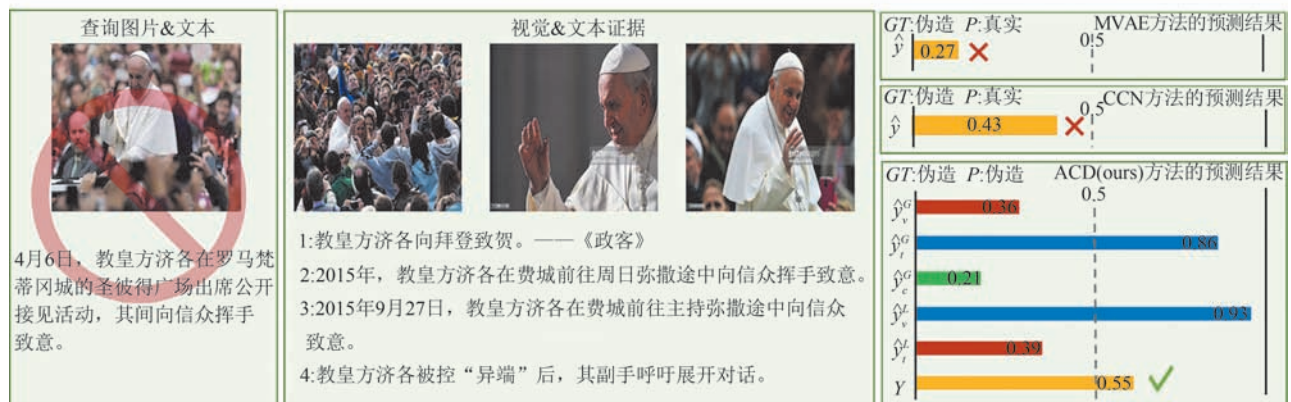 查询图片&文本
4月6日，教皇方济各在罗马梵
蒂冈城的圣彼得广场出席公开
接见活动，其间向信众挥手
致意。
视觉&文本证据
1:教皇方济各向拜登致贺。——《政客》
2:2015年，教皇方济各在费城前往周日弥撒途中向信众挥手致意。
3:2015年9月27日，教皇方济各在费城前往主持弥撒途中向信众
致意。
4:教皇方济各被控“异端”后，其副手呼吁展开对话。
GT:伪造 P:真实 MVAE方法的预测结果
0.5
ŷ 0.27
GT:伪造 P:真实 CCN方法的预测结果
0.5
ŷ 0.43
GT:伪造 P:伪造 ACD(ours)方法的预测结果
0.5
ŷ_v^G 0.36
ŷ_t^G 0.86
ŷ_c^G 0.21
ŷ_v^L 0.93
ŷ_t^L 0.39
Y 0.55